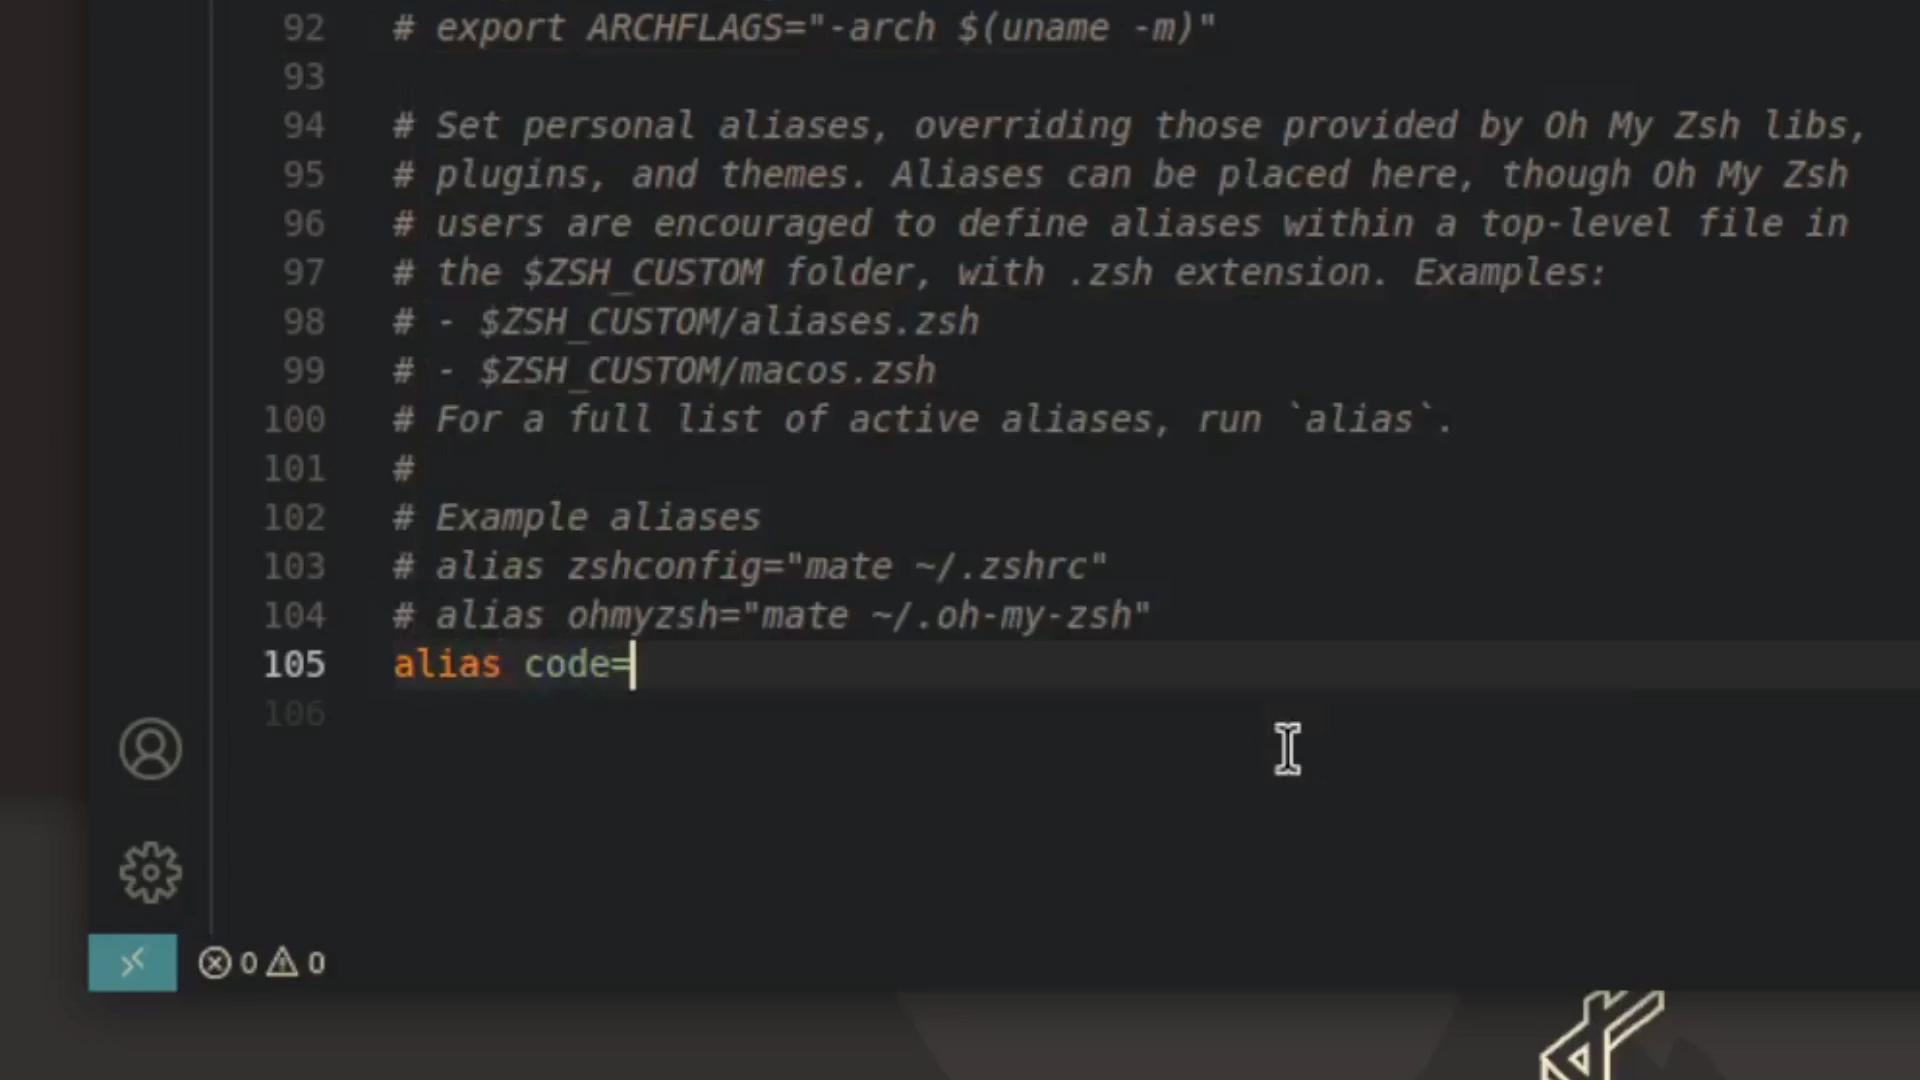 92 # export ARCHFLAGS="-arch $(uname -m)"
93
94 # Set personal aliases, overriding those provided by Oh My Zsh libs,
95 # plugins, and themes. Aliases can be placed here, though Oh My Zsh
96 # users are encouraged to define aliases within a top-level file in
97 # the $ZSH_CUSTOM folder, with .zsh extension. Examples:
98 # - $ZSH_CUSTOM/aliases.zsh
99 # - $ZSH_CUSTOM/macos.zsh
100 # For a full list of active aliases, run `alias`.
101 #
102 # Example aliases
103 # alias zshconfig="mate ~/.zshrc"
104 # alias ohmyzsh="mate ~/.oh-my-zsh"
105 alias code=
106
0 0